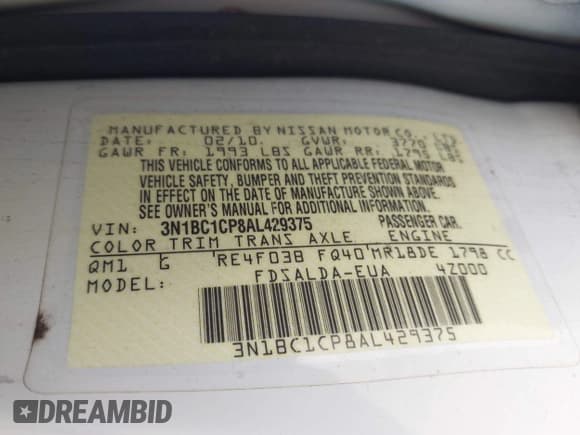 MANUFACTURED BY NISSAN MOTOR CO., LTD
DATE: 02/10 GVWR: 3770 LBS
GAWR FR: 1993 LBS GAWR RR: 1795 LBS
THIS VEHICLE CONFORMS TO ALL APPLICABLE FEDERAL MOTOR
VEHICLE SAFETY, BUMPER AND THEFT PREVENTION STANDARDS
IN EFFECT ON THE DATE OF MANUFACTURE SHOWN ABOVE.
SEE OWNER'S MANUAL FOR ADDITIONAL INFORMATION.
VIN: 3N1BC1CP8AL429375 PASSENGER CAR
COLOR TRIM TRANS AXLE ENGINE
QM1 G RE4F03B FQ40 MR18DE 1798 CC
FDSALDA-EUA 4Z000
3N1BC1CP8AL429375
DREAMBID